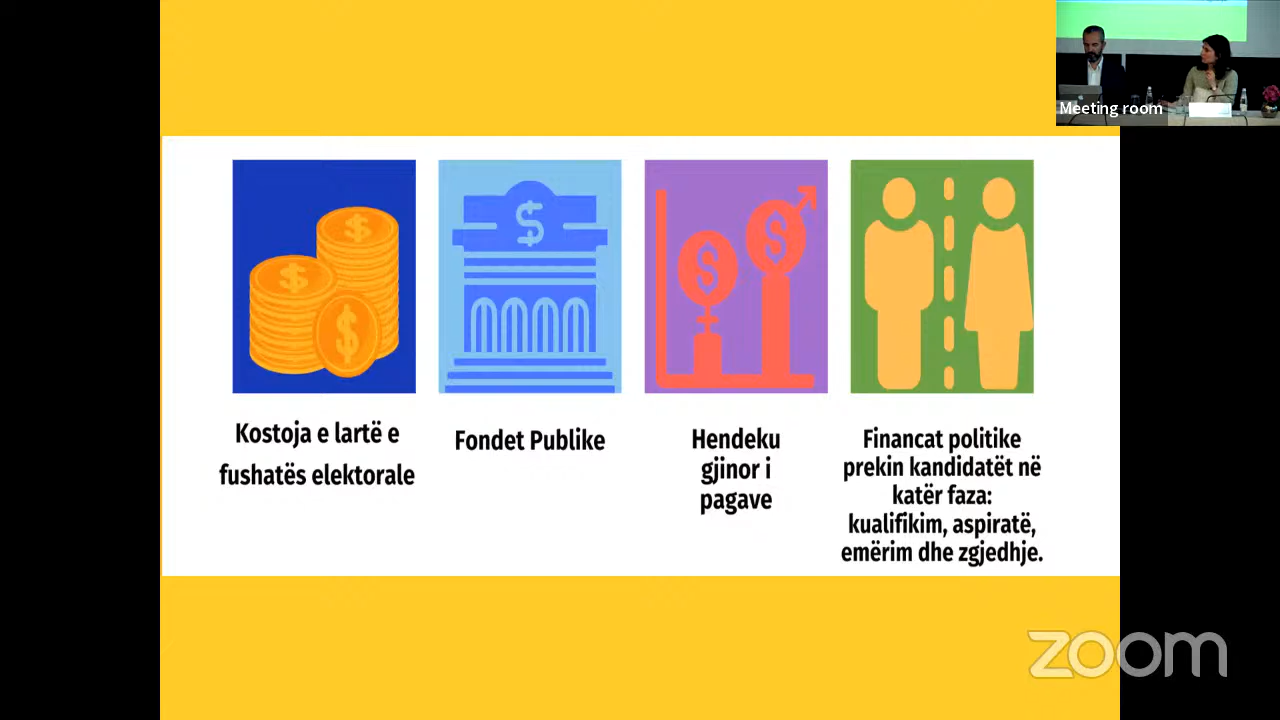 Meeting room
$
$
$
$
$
$
Kostoja e lartë e
fushatës elektorale
Fondet Publike
Hendeku
gjinor i
pagave
Financat politike
prekin kandidatët në
katër faza:
kualifikim, aspiratë,
emërim dhe zgjedhje.
zoom